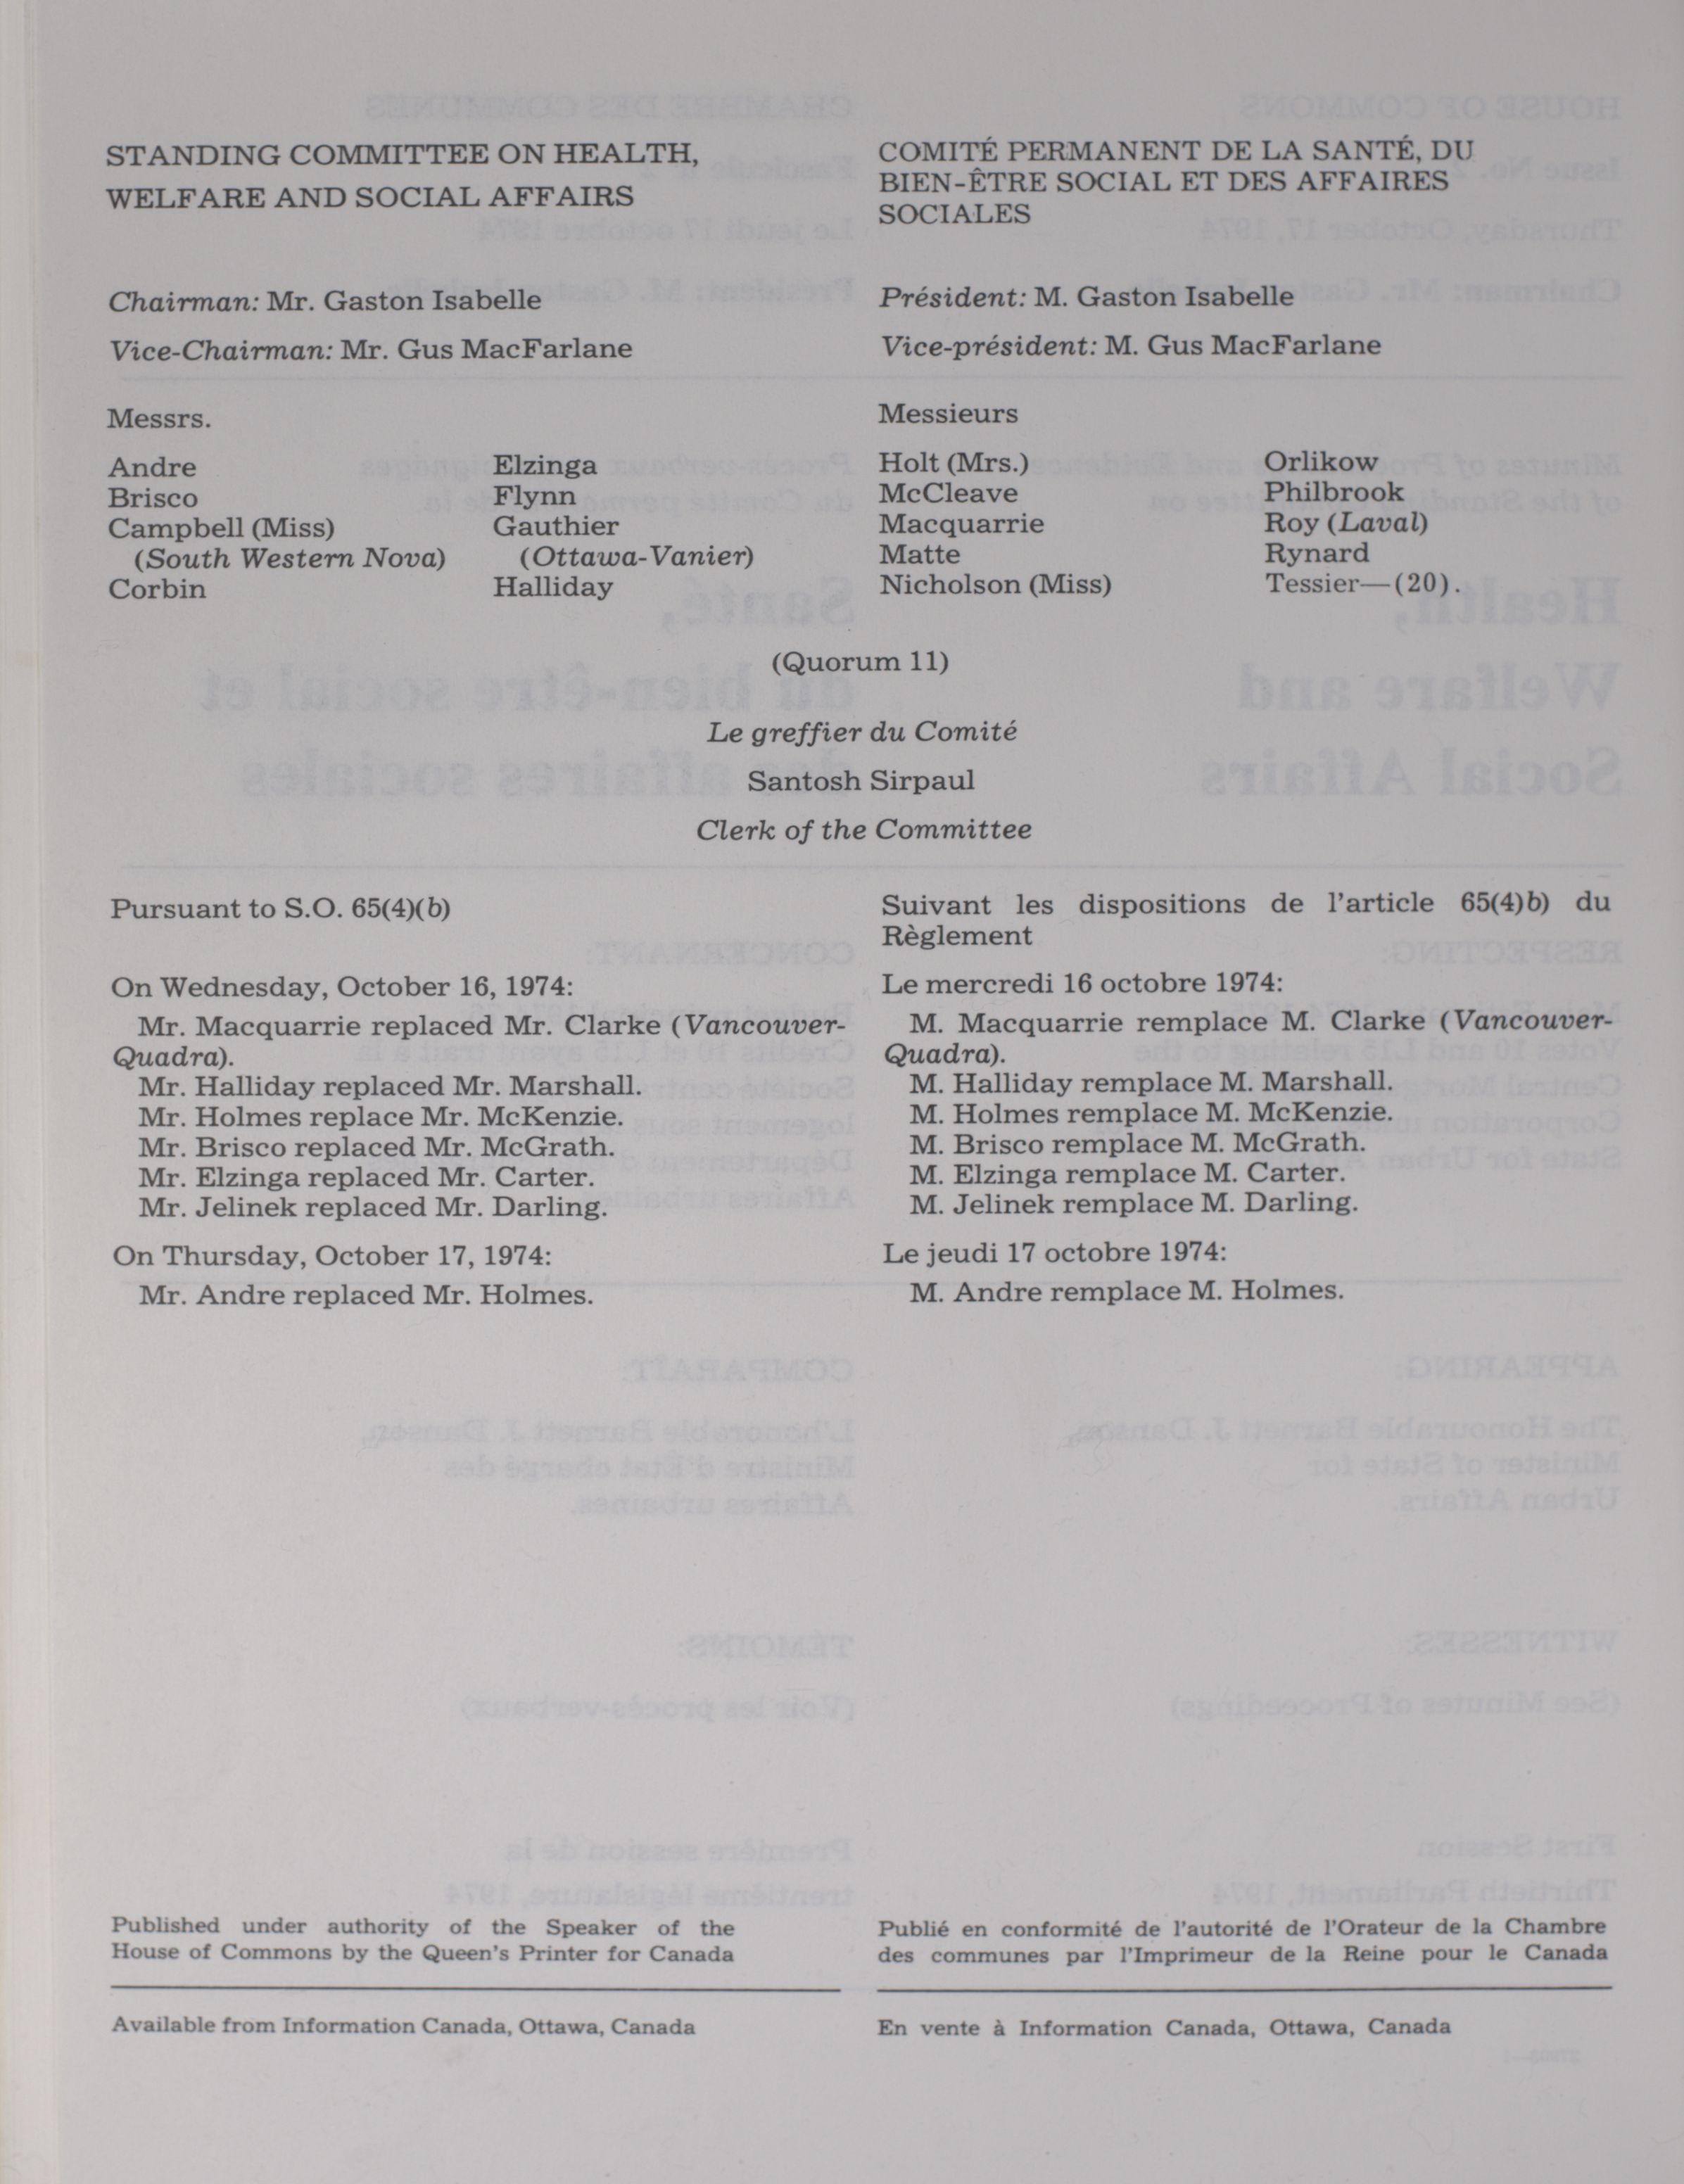 STANDING COMMITTEE ON HEALTH,
WELFARE AND SOCIAL AFFAIRS
Chairman: Mr. Gaston Isabelle
Vice-Chairman: Mr. Gus MacFarlane
COMITÉ PERMANENT DE LA SANTÉ, DU
BIEN-ÊTRE SOCIAL ET DES AFFAIRES
SOCIALES
Président: M. Gaston Isabelle
Vice-président: M. Gus MacFarlane
Messrs.
Andre
Brisco
Campbell (Miss)
(South Western Nova)
Corbin
Elzinga
Flynn
Gauthier
(Ottawa-Vanier)
Halliday
Messieurs
Holt (Mrs.)
McCleave
Macquarrie
Matte
Nicholson (Miss)
Orlikow
Philbrook
Roy (Laval)
Rynard
Tessier—(20).
(Quorum 11)
Le greffier du Comité
Santosh Sirpaul
Clerk of the Committee
Pursuant to S.O. 65(4)(b)
On Wednesday, October 16, 1974:
Mr. Macquarrie replaced Mr. Clarke (Vancouver-
Quadra).
Mr. Halliday replaced Mr. Marshall.
Mr. Holmes replace Mr. McKenzie.
Mr. Brisco replaced Mr. McGrath.
Mr. Elzinga replaced Mr. Carter.
Mr. Jelinek replaced Mr. Darling.
On Thursday, October 17, 1974:
Mr. Andre replaced Mr. Holmes.
Suivant les dispositions de l'article 65(4)b) du
Règlement
Le mercredi 16 octobre 1974:
M. Macquarrie remplace M. Clarke (Vancouver-
Quadra).
M. Halliday remplace M. Marshall.
M. Holmes remplace M. McKenzie.
M. Brisco remplace M. McGrath.
M. Elzinga remplace M. Carter.
M. Jelinek remplace M. Darling.
Le jeudi 17 octobre 1974:
M. Andre remplace M. Holmes.
Published under authority of the Speaker of the
House of Commons by the Queen's Printer for Canada
Available from Information Canada, Ottawa, Canada
Publié en conformité de l'autorité de l'Orateur de la Chambre
des communes par l'Imprimeur de la Reine pour le Canada
En vente à Information Canada, Ottawa, Canada